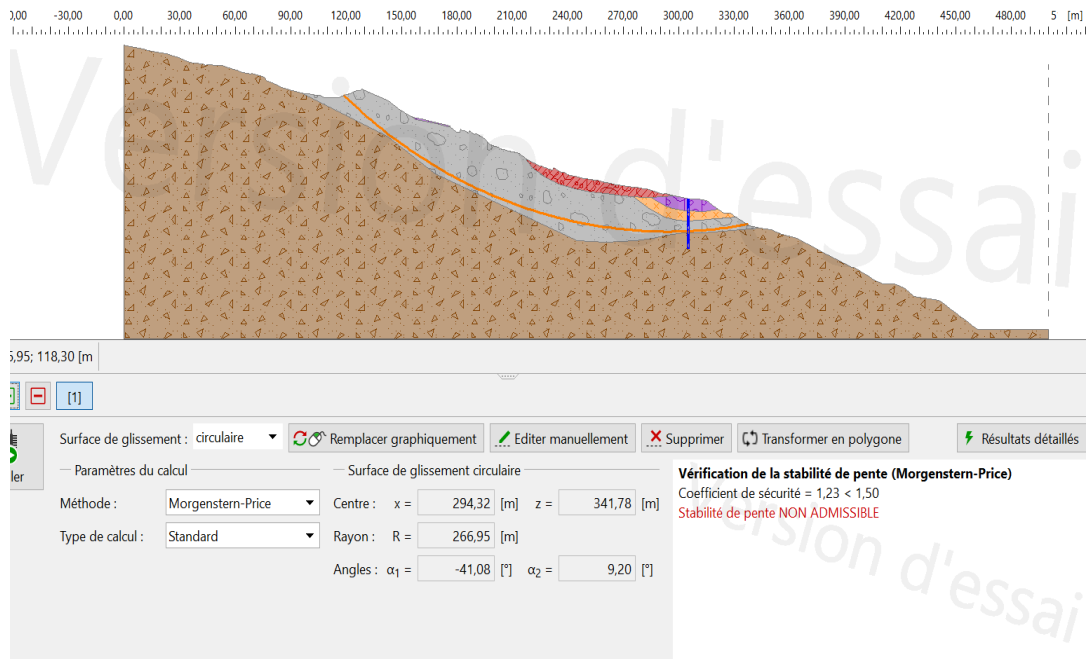 0,00 -30,00 0,00 30,00 60,00 90,00 120,00 150,00 180,00 210,00 240,00 270,00 300,00 330,00 360,00 390,00 420,00 450,00 480,00 5 [m]
Version d'essai
5,95; 118,30 [m
[1]
ler
Surface de glissement : circulaire Remplacer graphiquement Editer manuellement Supprimer Transformer en polygone Résultats détaillés
Paramètres du calcul
Méthode : Morgenstern-Price
Type de calcul : Standard
Surface de glissement circulaire
Centre : x = 294,32 [m] z = 341,78 [m]
Rayon : R = 266,95 [m]
Angles : α1 = -41,08 [°] α2 = 9,20 [°]
Vérification de la stabilité de pente (Morgenstern-Price)
Coefficient de sécurité = 1,23 < 1,50
Stabilité de pente NON ADMISSIBLE
Version d'essai